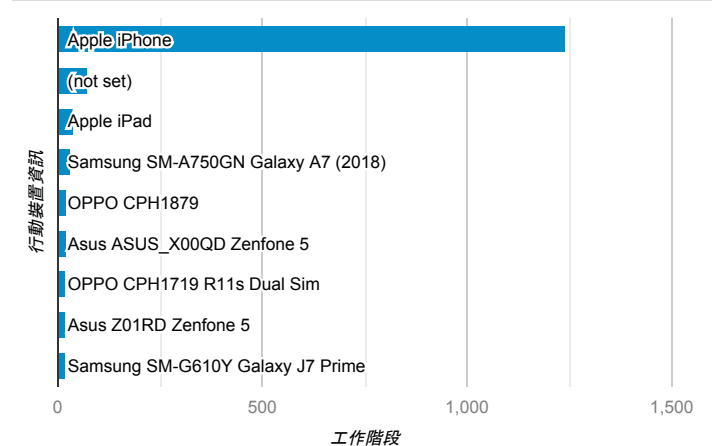 Apple iPhone
(not set)
Apple iPad
Samsung SM-A750GN Galaxy A7 (2018)
OPPO CPH1879
Asus ASUS_X00QD Zenfone 5
OPPO CPH1719 R11s Dual Sim
Asus Z01RD Zenfone 5
Samsung SM-G610Y Galaxy J7 Prime
行動裝置資訊
0 500 1,000 1,500
工作階段